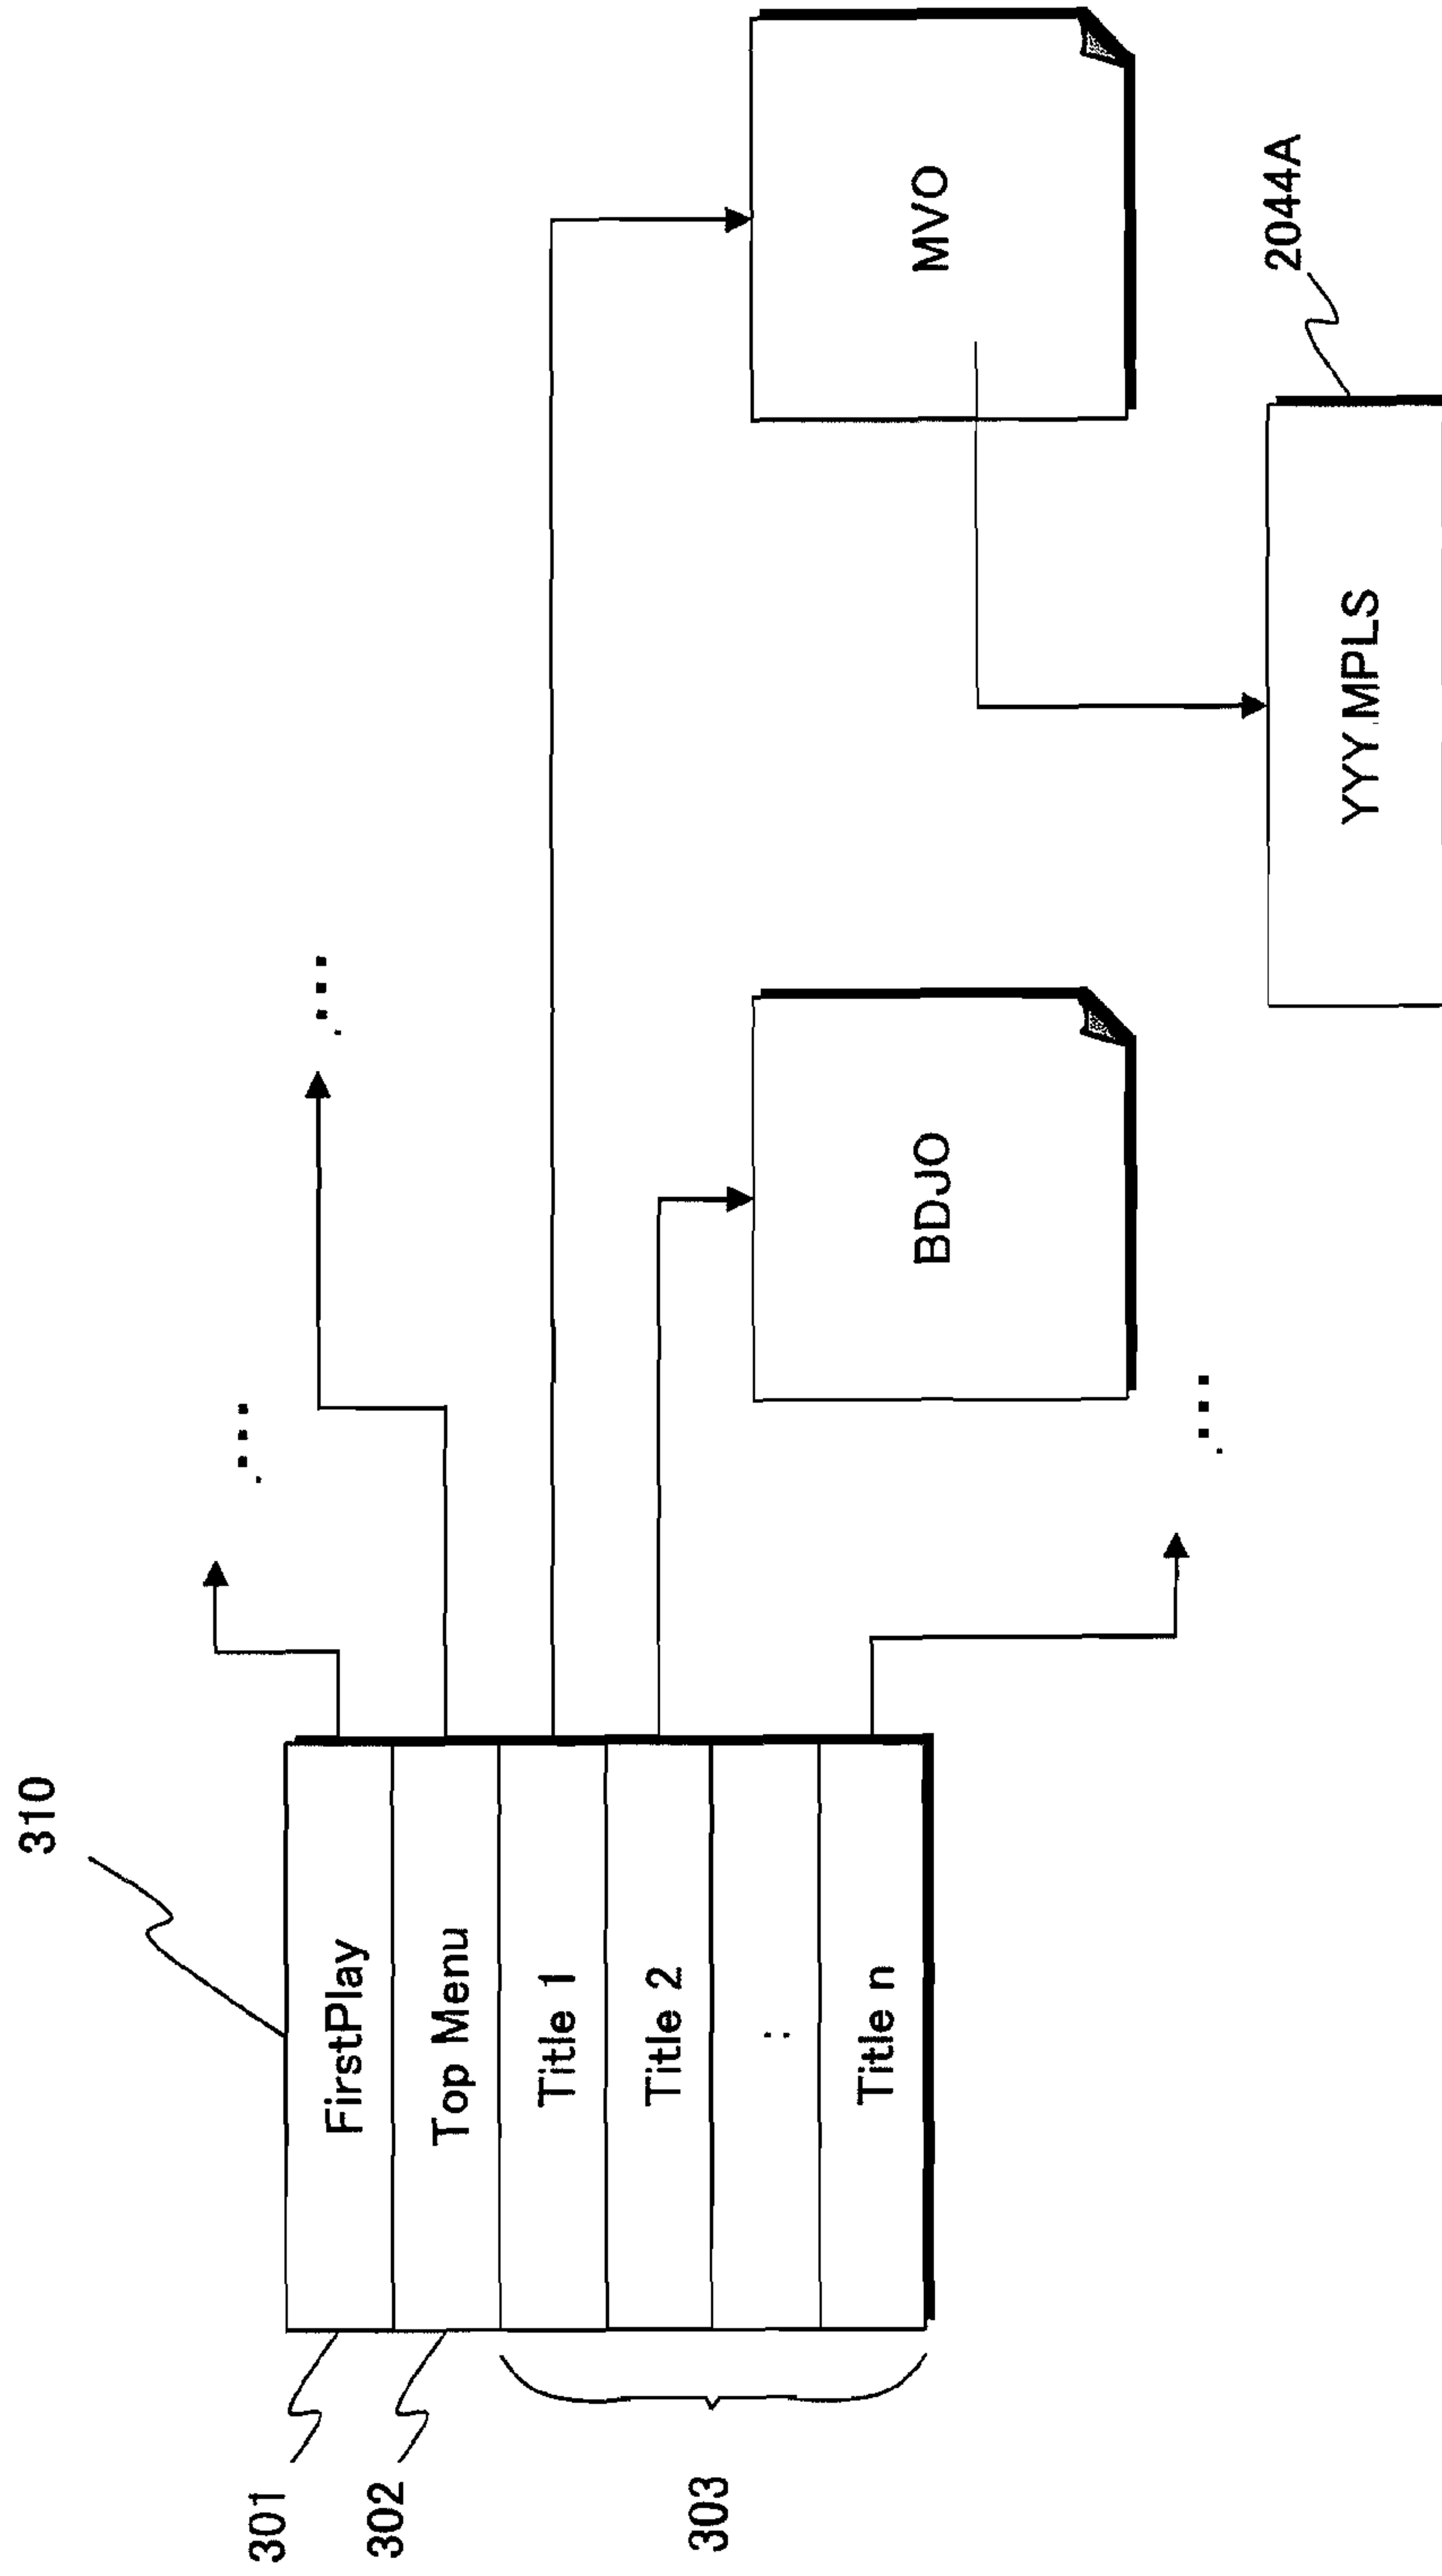 310
301
FirstPlay
...
302
Top Menu
...
303
Title 1
Title 2
:
Title n
...
BDJO
MVO
YYY.MPLS
2044A